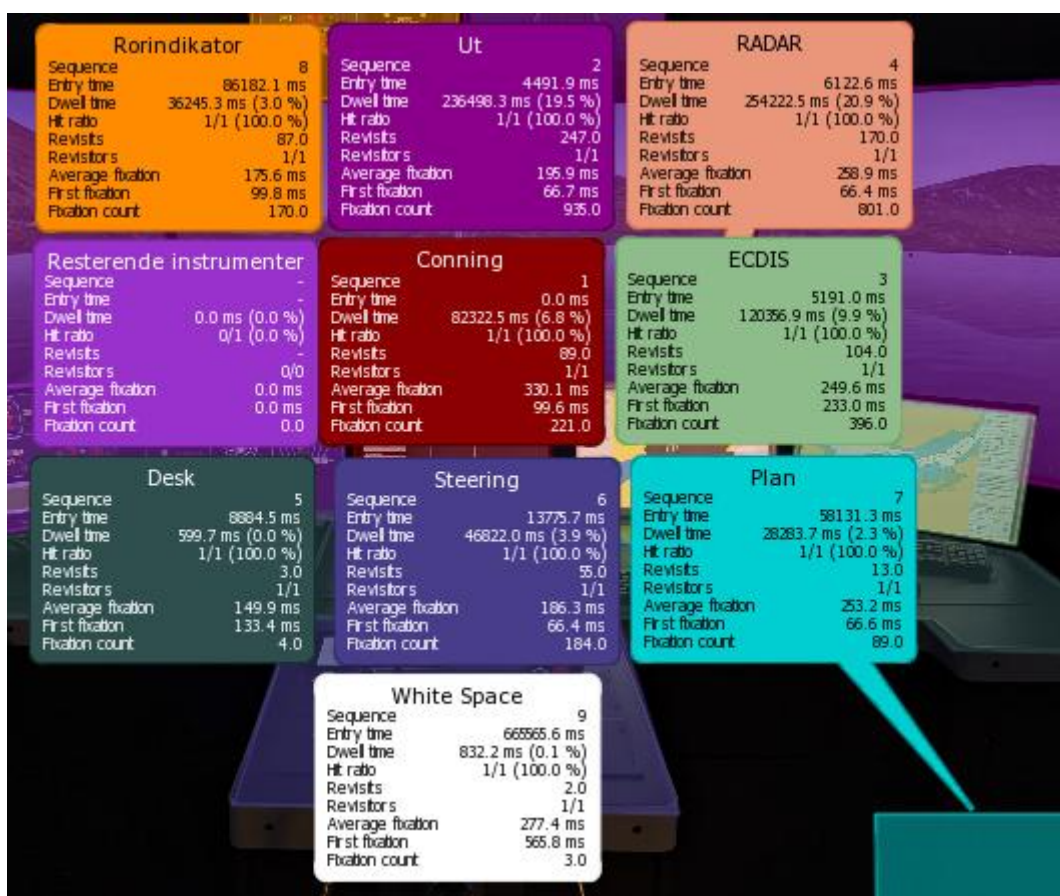 Rorindikator
Sequence 8
Entry time 86182.1 ms
Dwell time 36245.3 ms (3.0 %)
Hit ratio 1/1 (100.0 %)
Revisits 87.0
Revisitors 1/1
Average fixation 175.6 ms
First fixation 99.8 ms
Fixation count 170.0
Ut
Sequence 2
Entry time 4491.9 ms
Dwell time 236498.3 ms (19.5 %)
Hit ratio 1/1 (100.0 %)
Revisits 247.0
Revisitors 1/1
Average fixation 195.9 ms
First fixation 66.7 ms
Fixation count 935.0
RADAR
Sequence 4
Entry time 6122.6 ms
Dwell time 254222.5 ms (20.9 %)
Hit ratio 1/1 (100.0 %)
Revisits 170.0
Revisitors 1/1
Average fixation 258.9 ms
First fixation 66.4 ms
Fixation count 801.0
Resterende instrumenter
Sequence -
Entry time -
Dwell time 0.0 ms (0.0 %)
Hit ratio 0/1 (0.0 %)
Revisits -
Revisitors 0/0
Average fixation 0.0 ms
First fixation 0.0 ms
Fixation count 0.0
Conning
Sequence 1
Entry time 0.0 ms
Dwell time 82322.5 ms (6.8 %)
Hit ratio 1/1 (100.0 %)
Revisits 89.0
Revisitors 1/1
Average fixation 330.1 ms
First fixation 99.6 ms
Fixation count 221.0
ECDIS
Sequence 3
Entry time 5191.0 ms
Dwell time 120356.9 ms (9.9 %)
Hit ratio 1/1 (100.0 %)
Revisits 104.0
Revisitors 1/1
Average fixation 249.6 ms
First fixation 233.0 ms
Fixation count 396.0
Desk
Sequence 5
Entry time 8884.5 ms
Dwell time 599.7 ms (0.0 %)
Hit ratio 1/1 (100.0 %)
Revisits 3.0
Revisitors 1/1
Average fixation 149.9 ms
First fixation 133.4 ms
Fixation count 4.0
Steering
Sequence 6
Entry time 13775.7 ms
Dwell time 46822.0 ms (3.9 %)
Hit ratio 1/1 (100.0 %)
Revisits 55.0
Revisitors 1/1
Average fixation 186.3 ms
First fixation 66.4 ms
Fixation count 184.0
Plan
Sequence 7
Entry time 58131.3 ms
Dwell time 28283.7 ms (2.3 %)
Hit ratio 1/1 (100.0 %)
Revisits 13.0
Revisitors 1/1
Average fixation 253.2 ms
First fixation 66.6 ms
Fixation count 89.0
White Space
Sequence 9
Entry time 665565.6 ms
Dwell time 832.2 ms (0.1 %)
Hit ratio 1/1 (100.0 %)
Revisits 2.0
Revisitors 1/1
Average fixation 277.4 ms
First fixation 565.8 ms
Fixation count 3.0